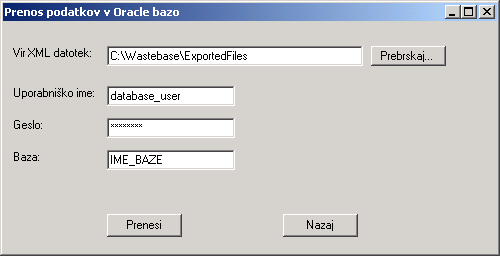 Prenos podatkov v Oracle bazo
Vir XML datotek: C:\Wastebase\ExportedFiles Prebrskaj...
Uporabniško ime: database_user
Geslo: ********
Baza: IME_BAZE
Prenesi Nazaj